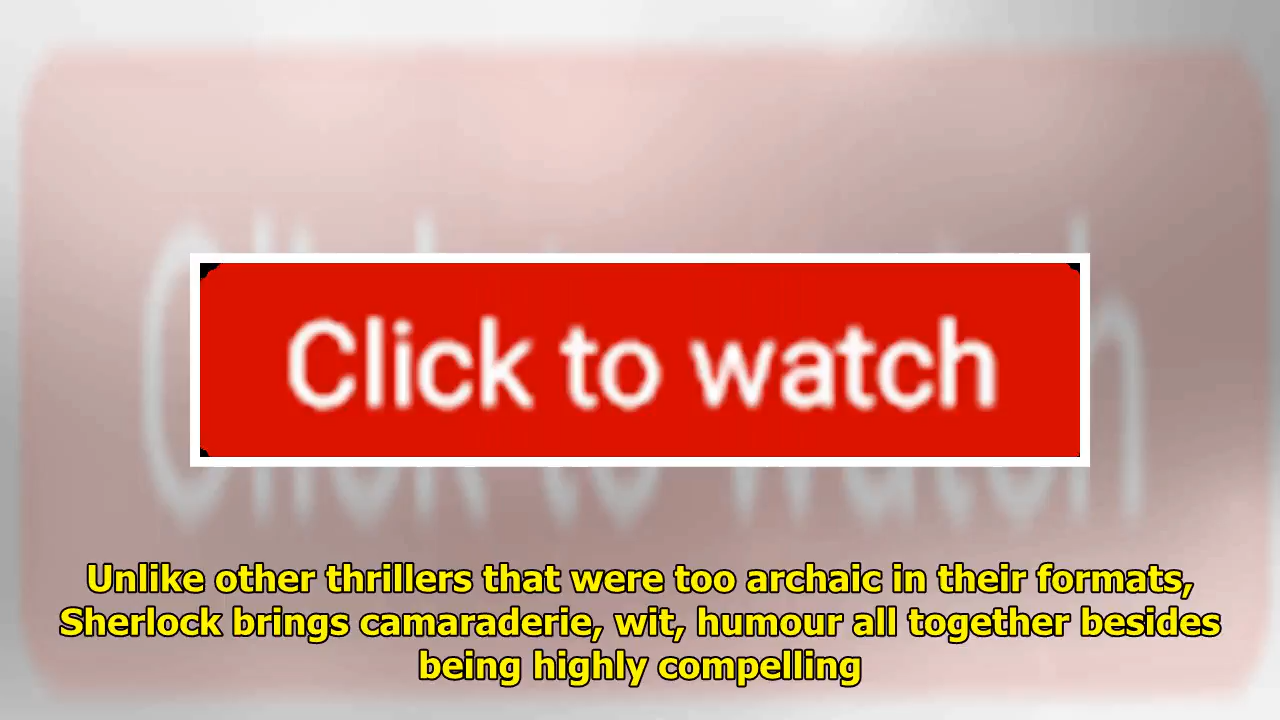 Click to watch
Unlike other thrillers that were too archaic in their formats,
Sherlock brings camaraderie, wit, humour all together besides
being highly compelling